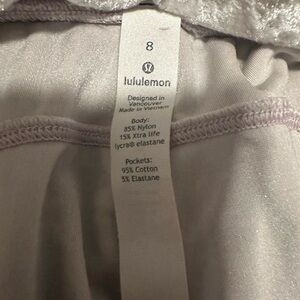 8
lululemon
Designed in
Vancouver
Made in Vietnam
Body:
85% Nylon
15% Xtra life
lycra® elastane
Pockets:
95% Cotton
5% Elastane